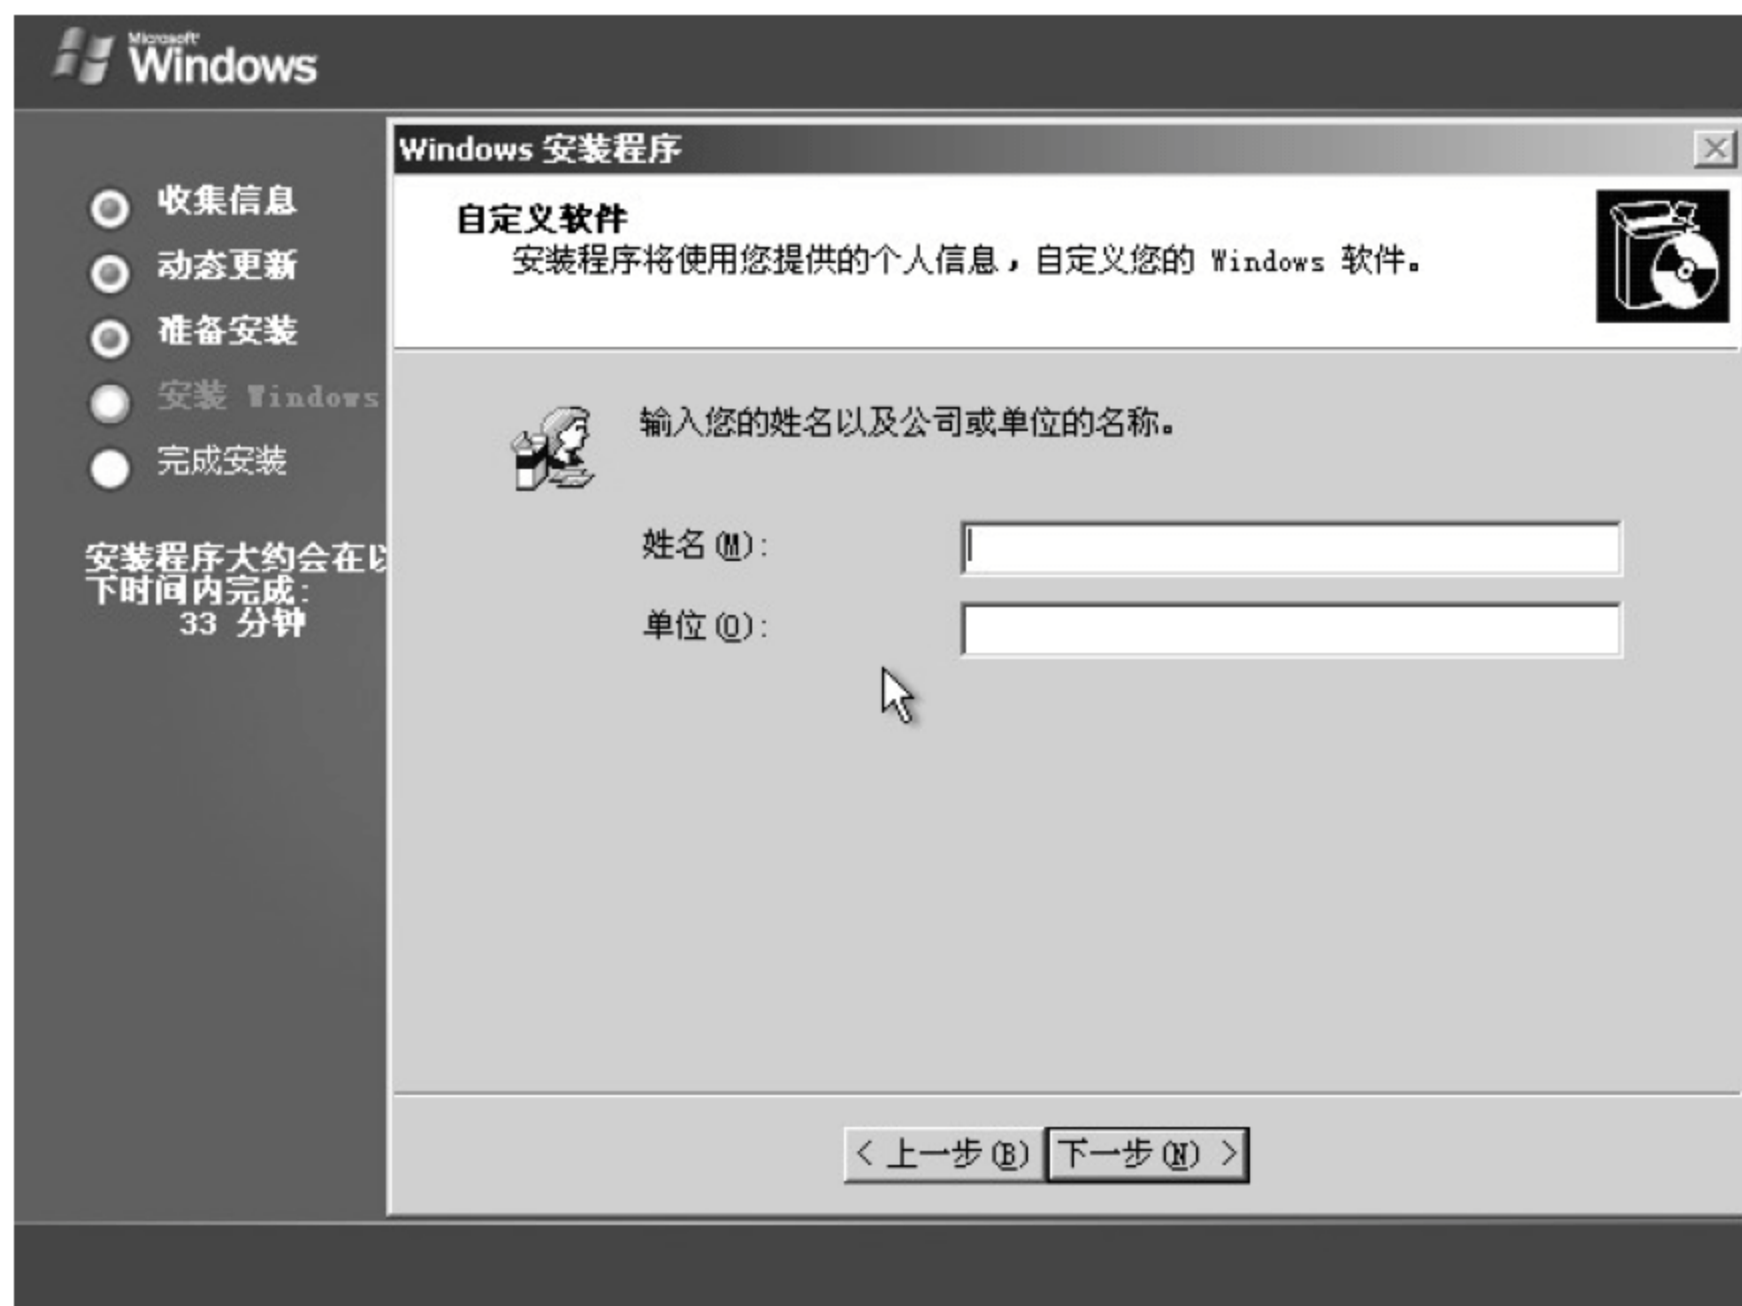 Microsoft
Windows
Windows 安装程序
收集信息
动态更新
准备安装
安装 Windows
完成安装
安装程序大约会在以
下时间内完成:
33 分钟
自定义软件
安装程序将使用您提供的个人信息，自定义您的 Windows 软件。
输入您的姓名以及公司或单位的名称。
姓名(M):
单位(O):
< 上一步(B)
下一步(N) >